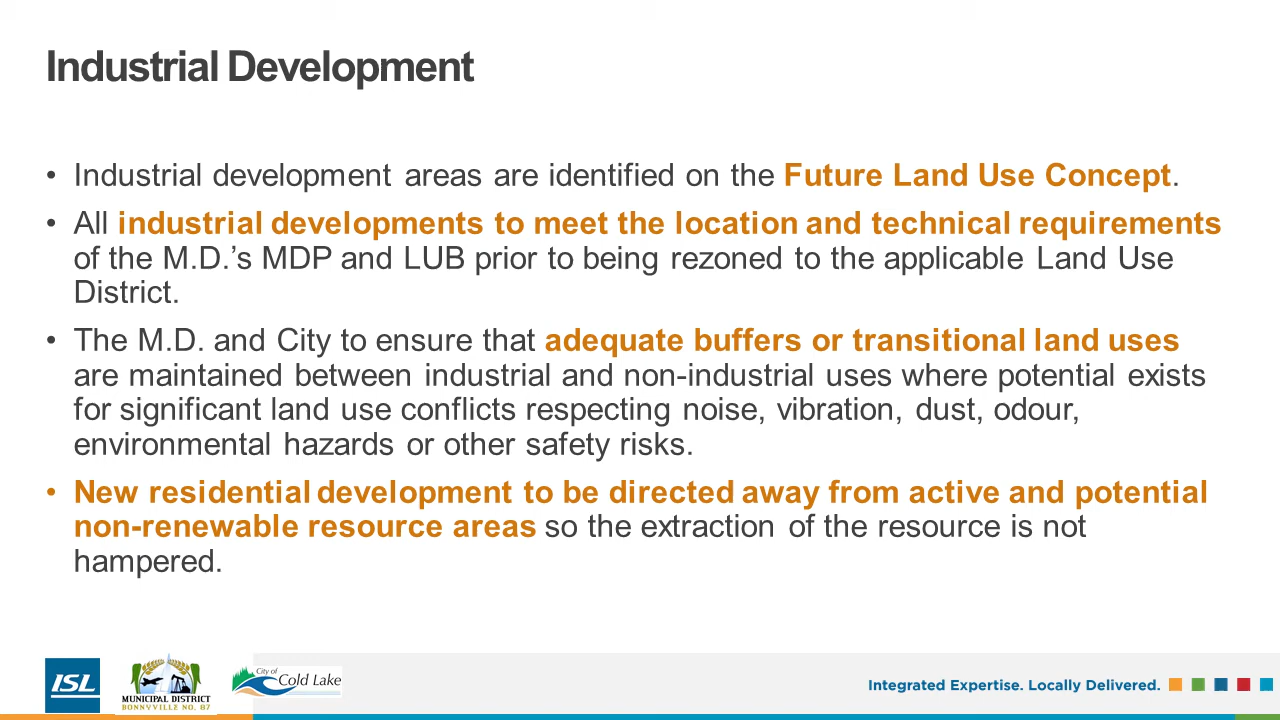 Industrial Development
• Industrial development areas are identified on the Future Land Use Concept.
• All industrial developments to meet the location and technical requirements
of the M.D.’s MDP and LUB prior to being rezoned to the applicable Land Use
District.
• The M.D. and City to ensure that adequate buffers or transitional land uses
are maintained between industrial and non-industrial uses where potential exists
for significant land use conflicts respecting noise, vibration, dust, odour,
environmental hazards or other safety risks.
• New residential development to be directed away from active and potential
non-renewable resource areas so the extraction of the resource is not
hampered.
ISL
MUNICIPAL DISTRICT
BONNYVILLE NO. 87
City of
Cold Lake
Integrated Expertise. Locally Delivered.